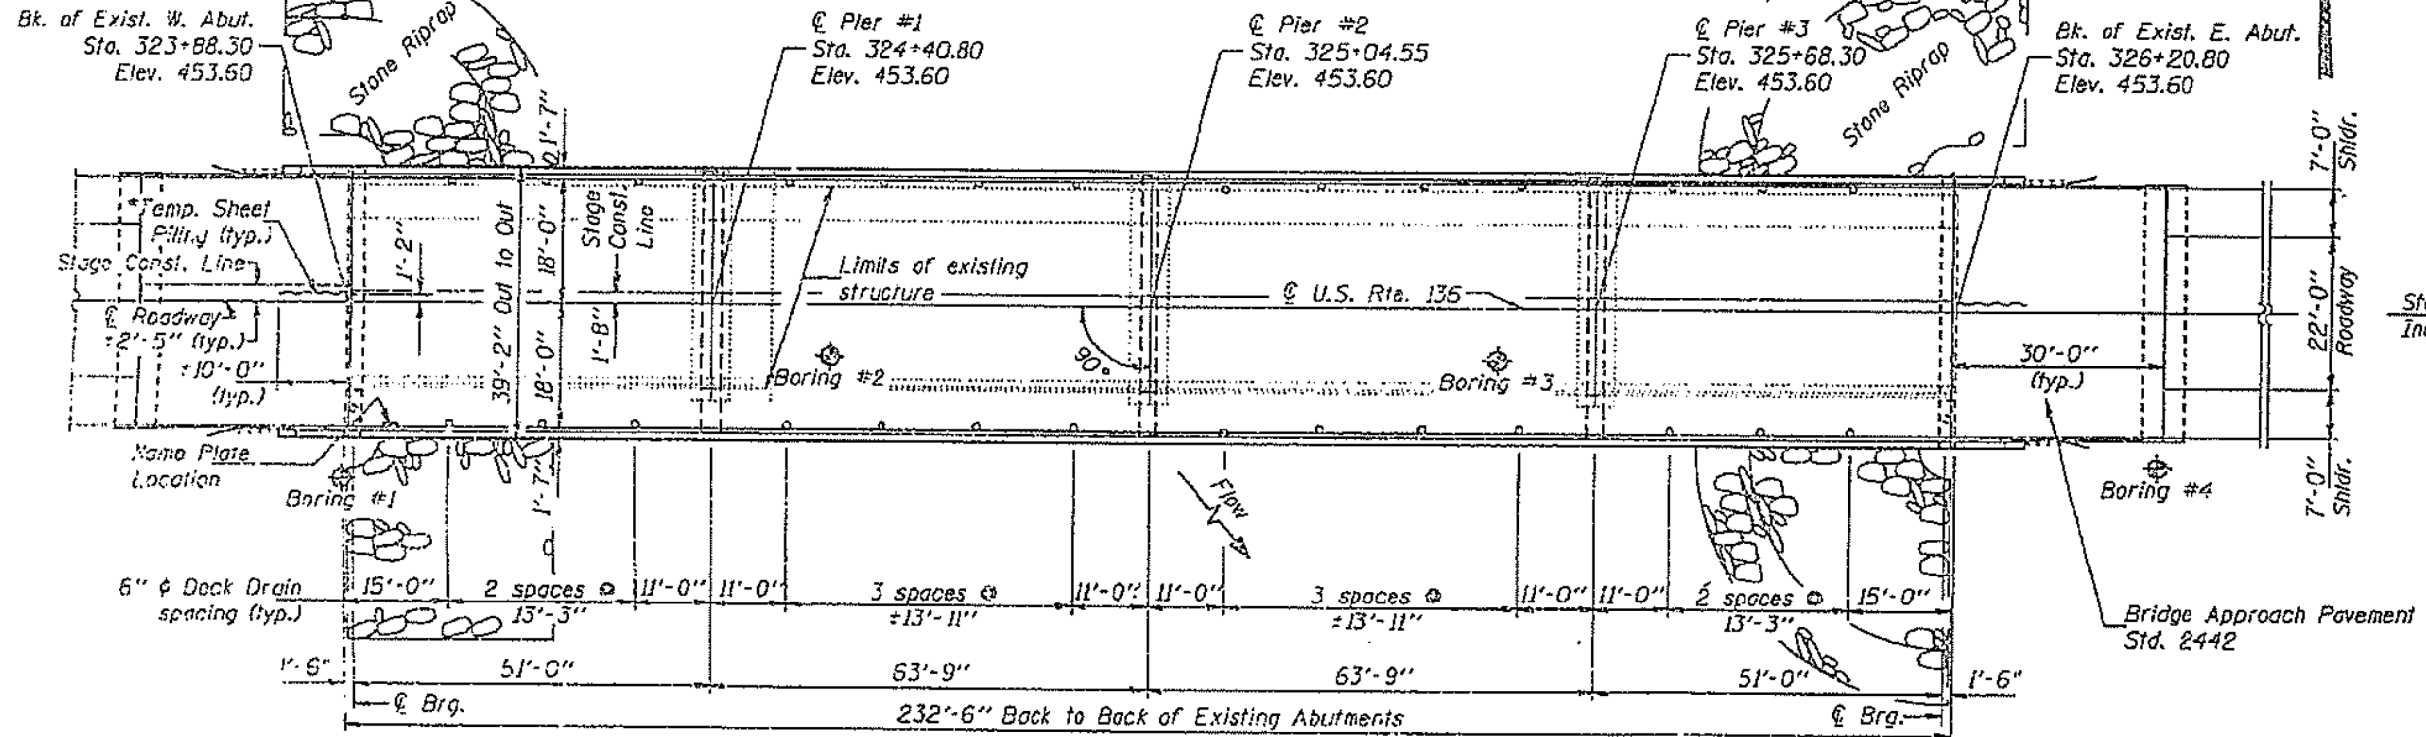 Bk. of Exist. W. Abut.
Sta. 323+88.30
Elev. 453.60
Stone Riprap
℄ Pier #1
Sta. 324+40.80
Elev. 453.60
℄ Pier #2
Sta. 325+04.55
Elev. 453.60
℄ Pier #3
Sta. 325+68.30
Elev. 453.60
Stone Riprap
Bk. of Exist. E. Abut.
Sta. 326+20.80
Elev. 453.60
1'-7"
7'-0"
Shldr.
*Temp. Sheet
Piling (typ.)
Stage Const. Line
℄ Roadway
±2'-5" (typ.)
±10'-0"
(typ.)
1'-2"
39'-2" Out to Out
18'-0"
18'-0"
Stage
Const.
Line
1'-8"
Limits of existing
structure
℄ U.S. Rte. 136
90°
Boring #2
Boring #3
30'-0"
(typ.)
22'-0"
Roadway
Name Plate
Location
Boring #1
1'-7"
Flow
Boring #4
7'-0"
Shldr.
6" ϕ Deck Drain
spacing (typ.)
15'-0"
2 spaces @
13'-3"
11'-0"
11'-0"
3 spaces @
±13'-11"
11'-0"
11'-0"
3 spaces @
±13'-11"
11'-0"
11'-0"
2 spaces @
13'-3"
15'-0"
Bridge Approach Pavement
Std. 2442
1'-6"
51'-0"
63'-9"
63'-9"
51'-0"
1'-6"
℄ Brg.
232'-6" Back to Back of Existing Abutments
℄ Brg.